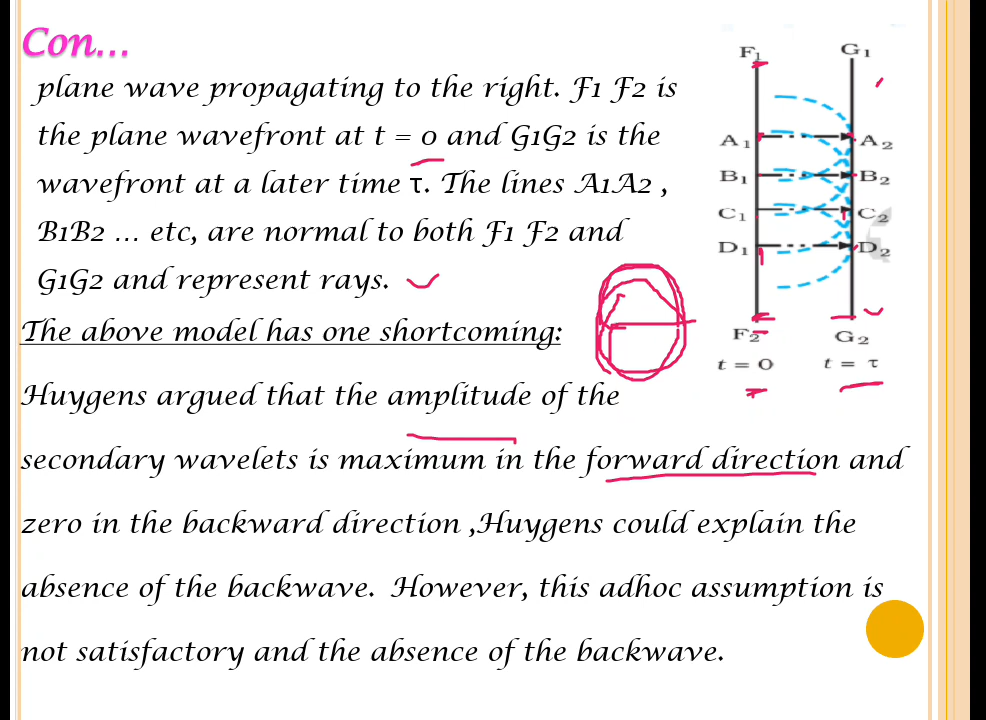 Con...
plane wave propagating to the right. F1 F2 is
the plane wavefront at t = 0 and G1G2 is the
wavefront at a later time τ. The lines A1A2 ,
B1B2 ... etc, are normal to both F1 F2 and
G1G2 and represent rays.
The above model has one shortcoming:
Huygens argued that the amplitude of the
secondary wavelets is maximum in the forward direction and
zero in the backward direction ,Huygens could explain the
absence of the backwave. However, this adhoc assumption is
not satisfactory and the absence of the backwave.
F1 G1
A1 A2
B1 B2
C1 C2
D1 D2
F2 G2
t = 0 t = τ